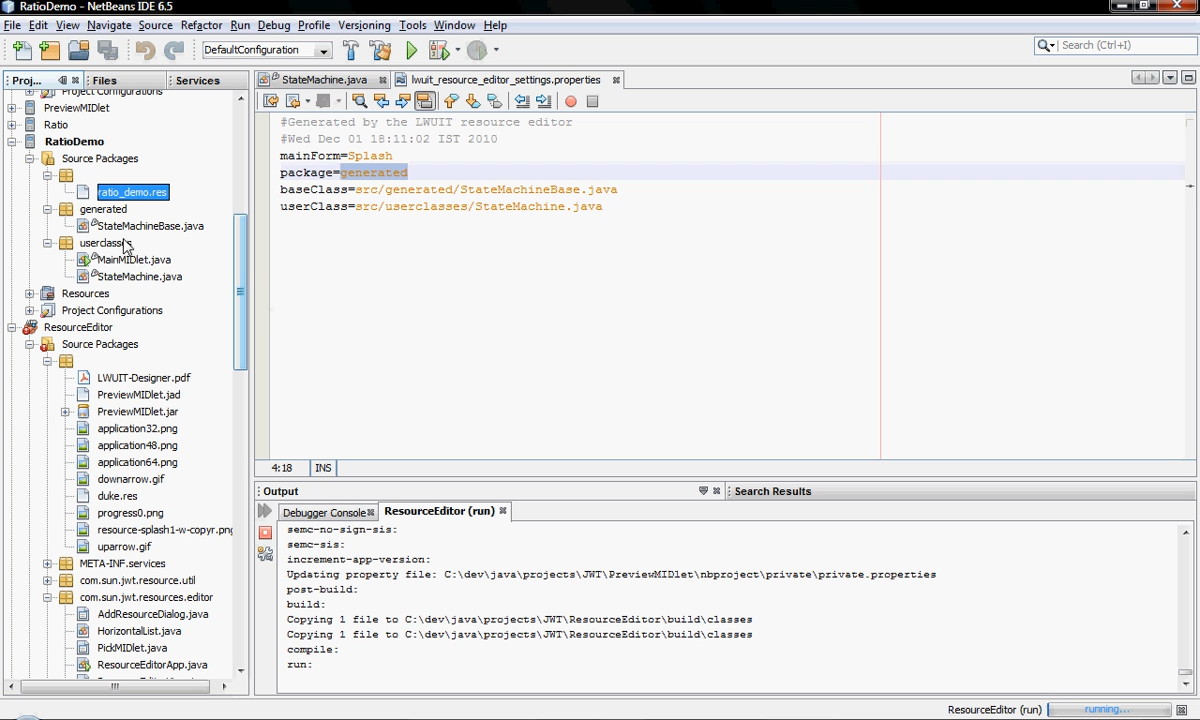 RatioDemo - NetBeans IDE 6.5
File Edit View Navigate Source Refactor Run Debug Profile Versioning Tools Window Help
DefaultConfiguration
Search (Ctrl+I)
Proj...
Files
Services
StateMachine.java
lwuit_resource_editor_settings.properties
Project Configurations
PreviewMIDlet
Ratio
RatioDemo
Source Packages
ratio_demo.res
generated
StateMachineBase.java
userclasses
MainMIDlet.java
StateMachine.java
Resources
Project Configurations
ResourceEditor
Source Packages
LWUIT-Designer.pdf
PreviewMIDlet.jad
PreviewMIDlet.jar
application32.png
application48.png
application64.png
downarrow.gif
duke.res
progress0.png
resource-splash1-w-copyr.png
uparrow.gif
META-INF.services
com.sun.jwt.resource.util
com.sun.jwt.resources.editor
AddResourceDialog.java
HorizontalList.java
PickMIDlet.java
ResourceEditorApp.java
#Generated by the LWUIT resource editor
#Wed Dec 01 18:11:02 IST 2010
mainForm=Splash
package=generated
baseClass=src/generated/StateMachineBase.java
userClass=src/userclasses/StateMachine.java
4:18
INS
Output
Search Results
Debugger Console
ResourceEditor (run)
semc-no-sign-sis:
semc-sis:
increment-app-version:
Updating property file: C:\dev\java\projects\JWT\PreviewMIDlet\nbproject\private\private.properties
post-build:
build:
Copying 1 file to C:\dev\java\projects\JWT\ResourceEditor\build\classes
Copying 1 file to C:\dev\java\projects\JWT\ResourceEditor\build\classes
compile:
run:
ResourceEditor (run)
running...